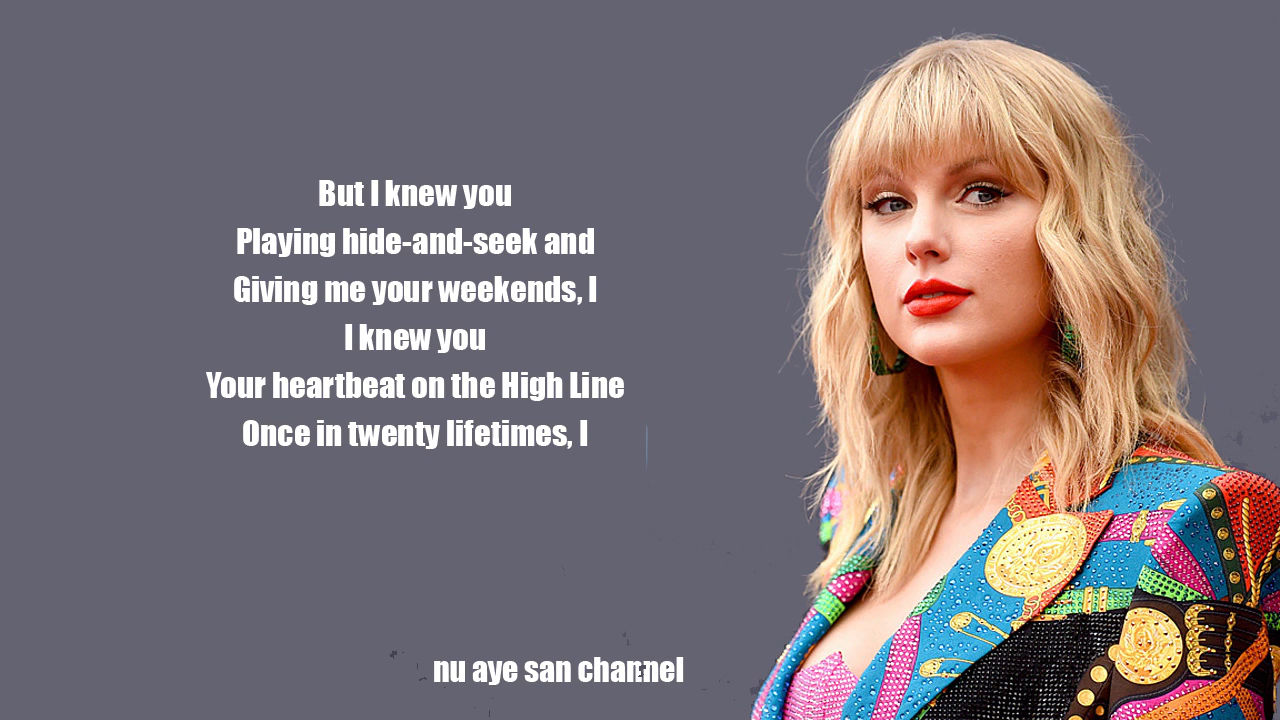 But I knew you
Playing hide-and-seek and
Giving me your weekends, I
I knew you
Your heartbeat on the High Line
Once in twenty lifetimes, I
nu aye san channel